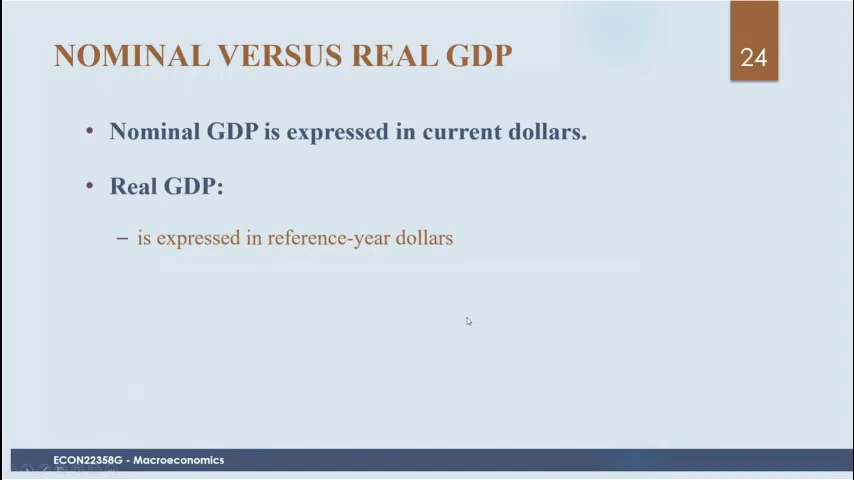 NOMINAL VERSUS REAL GDP
24
• Nominal GDP is expressed in current dollars.
• Real GDP:
– is expressed in reference-year dollars
ECON22358G - Macroeconomics